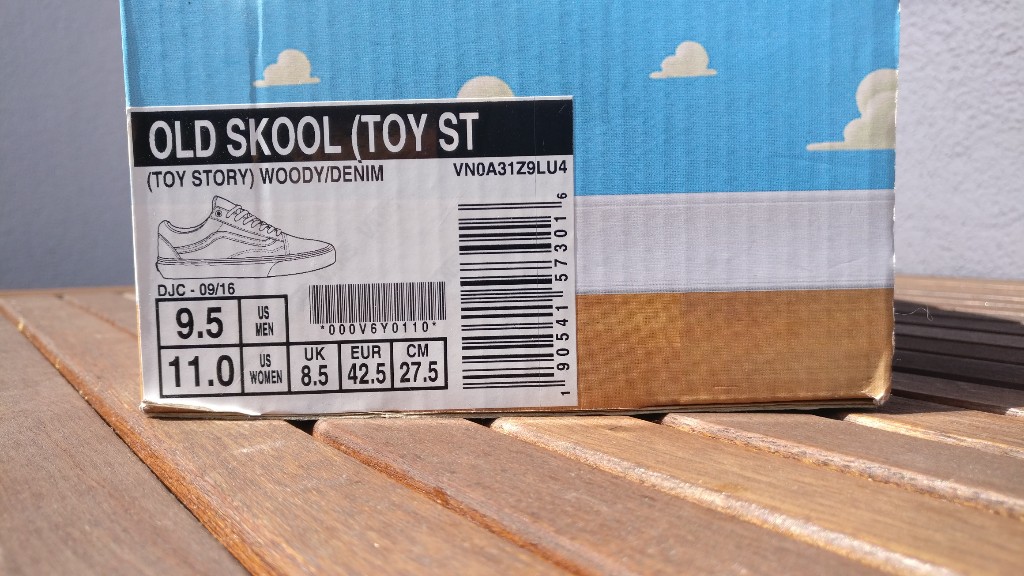 OLD SKOOL (TOY ST
(TOY STORY) WOODY/DENIM
VN0A31Z9LU4
DJC - 09/16
*000V6Y0110*
9.5 US MEN
11.0 US WOMEN
UK 8.5
EUR 42.5
CM 27.5
1 90541 57301 6